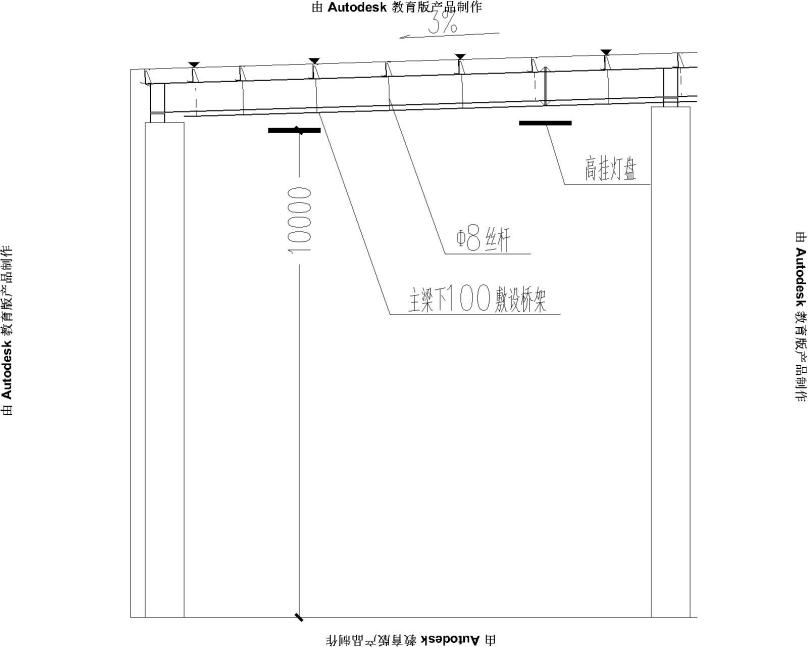 由 Autodesk 教育版产品制作
3%
高挂灯盘
10000
Φ8丝杆
主梁下100敷设桥架
由 Autodesk 教育版产品制作
由 Autodesk 教育版产品制作
由 Autodesk 教育版产品制作